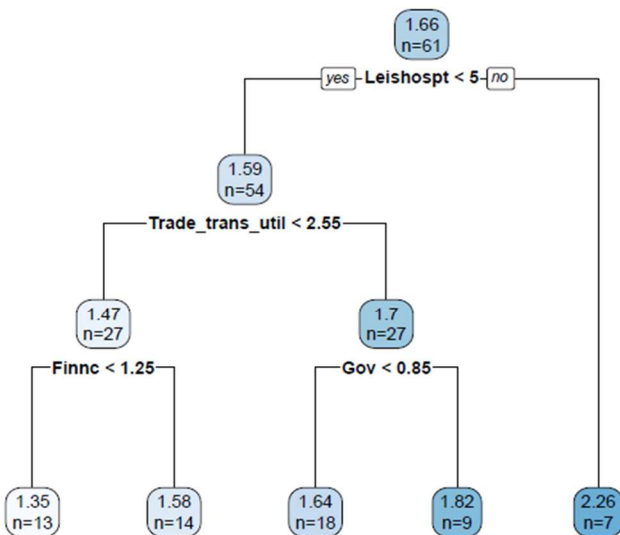 1.66
n=61
yes Leishospt < 5 no
1.59
n=54
Trade_trans_util < 2.55
1.47
n=27
1.7
n=27
Finnc < 1.25
Gov < 0.85
1.35
n=13
1.58
n=14
1.64
n=18
1.82
n=9
2.26
n=7